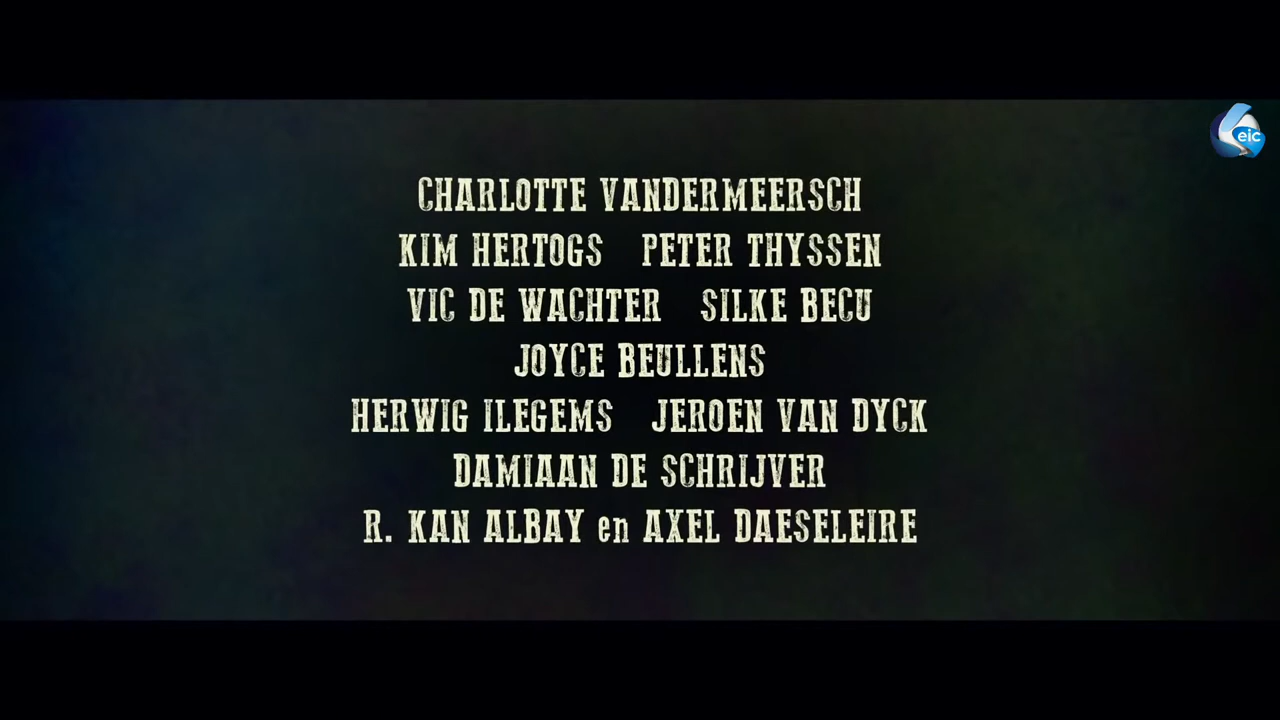 eic
CHARLOTTE VANDERMEERSCH
KIM HERTOGS PETER THYSSEN
VIC DE WACHTER SILKE BECU
JOYCE BEULLENS
HERWIG ILEGEMS JEROEN VAN DYCK
DAMIAAN DE SCHRIJVER
R. KAN ALBAY en AXEL DAESELEIRE